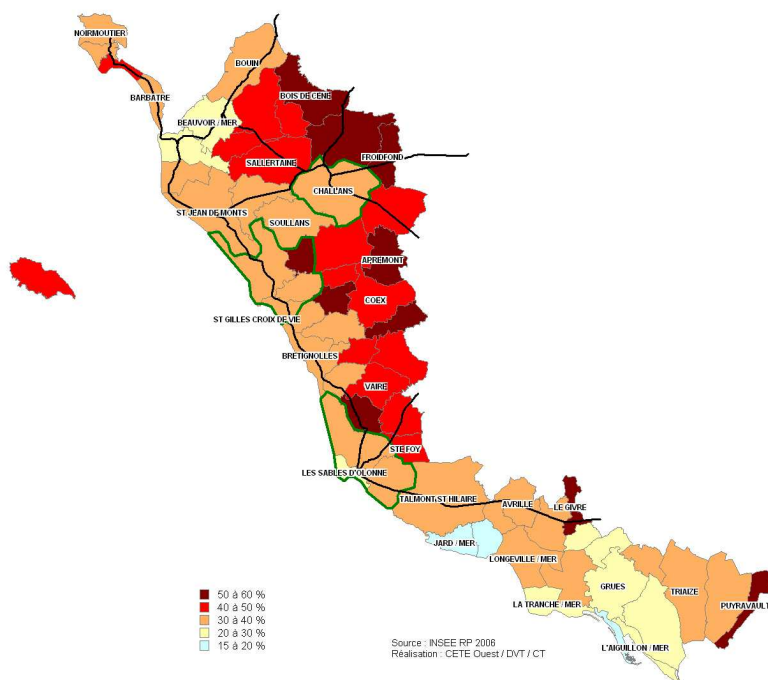 NOIRMOUTIER
BOUIN
BARBATRE
BOIS DE CENE
BEAUVOIR / MER
FROIDFOND
SALLERTAINE
CHALLANS
ST JEAN DE MONTS
SOULLANS
APREMONT
COEX
ST GILLES CROIX DE VIE
BRETIGNOLLES
VAIRE
STE FOY
LES SABLES D'OLONNE
TALMONT ST HILAIRE
AVRILLE
LE GIVRE
JARD / MER
LONGEVILLE / MER
GRUES
TRIAIZE
LA TRANCHE / MER
PUYRAVAULT
L'AIGUILLON / MER
50 à 60 %
40 à 50 %
30 à 40 %
20 à 30 %
15 à 20 %
Source : INSEE RP 2006
Réalisation : CETE Ouest / DVT / CT